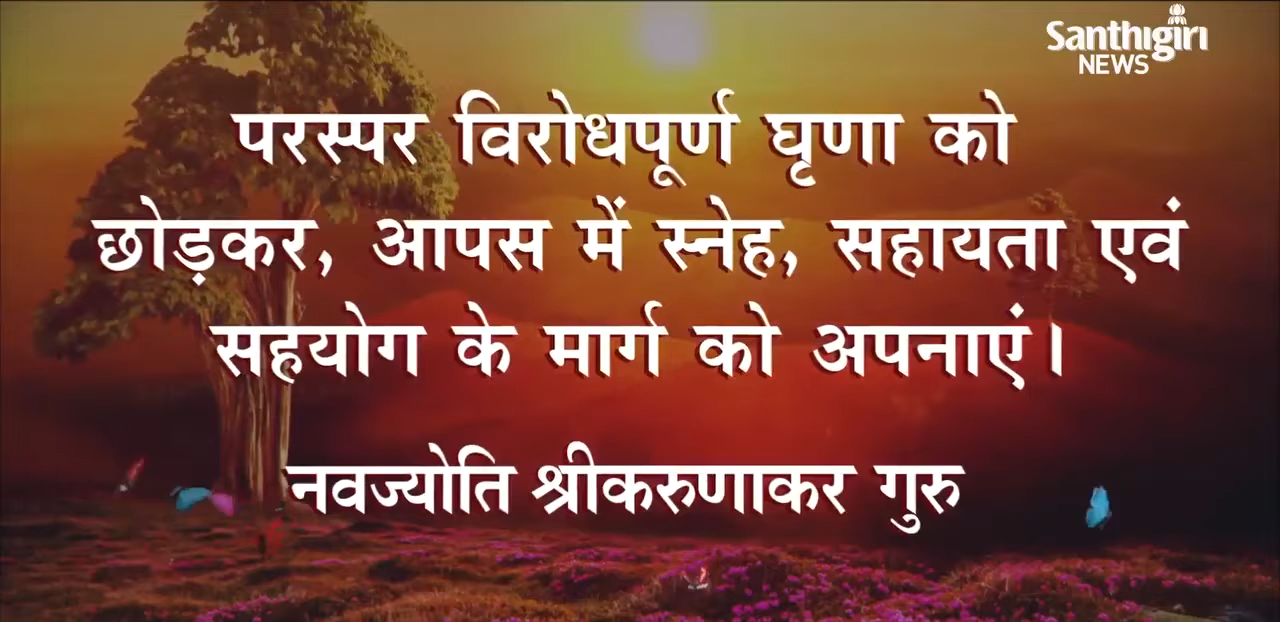 Santhigiri
NEWS
परस्पर विरोधपूर्ण घृणा को
छोड़कर, आपस में स्नेह, सहायता एवं
सहयोग के मार्ग को अपनाएं।
नवज्योति श्रीकरुणाकर गुरु